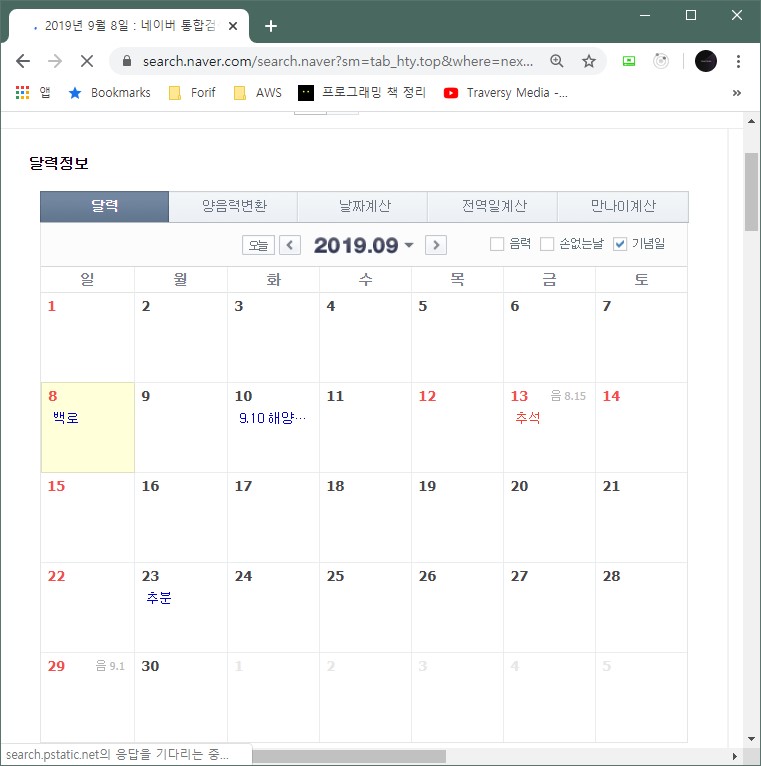 2019년 9월 8일 : 네이버 통합검
search.naver.com/search.naver?sm=tab_hty.top&where=nex...
앱 Bookmarks Forif AWS 프로그래밍 책 정리 Traversy Media -...
달력정보
달력 양음력변환 날짜계산 전역일계산 만나이계산
오늘 2019.09 음력 손없는날 기념일
일 월 화 수 목 금 토
1 2 3 4 5 6 7
8 9 10 11 12 13 음 8.15 14
백로 9.10 해양… 추석
15 16 17 18 19 20 21
22 23 24 25 26 27 28
추분
29 음 9.1 30 1 2 3 4 5
search.pstatic.net의 응답을 기다리는 중...